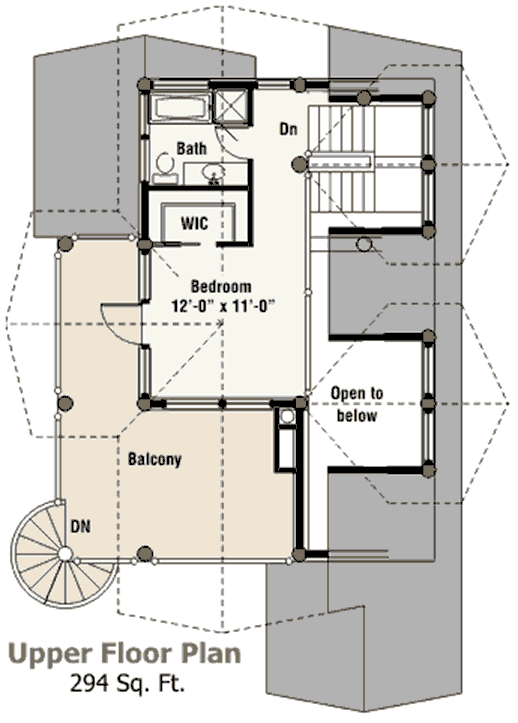 Dn
Bath
WIC
Bedroom
12'-0" x 11'-0"
Open to
below
Balcony
DN
Upper Floor Plan
294 Sq. Ft.